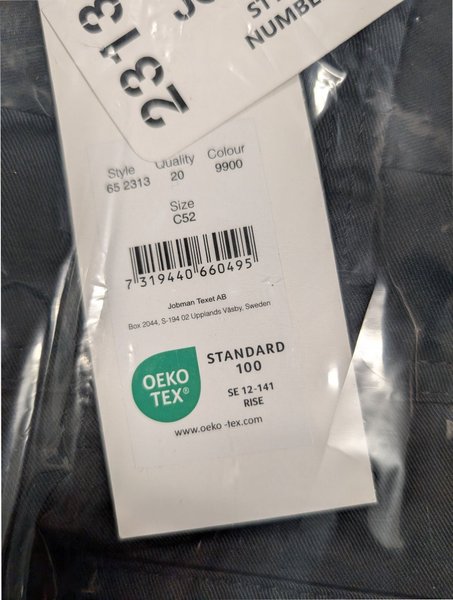 2313
ST
NUMBE
Style Quality Colour
65 2313 20 9900
Size
C52
7 319440 660495
Jobman Texet AB
Box 2044, S-194 02 Upplands Väsby, Sweden
OEKO
TEX®
STANDARD
100
SE 12-141
RISE
www.oeko -tex.com